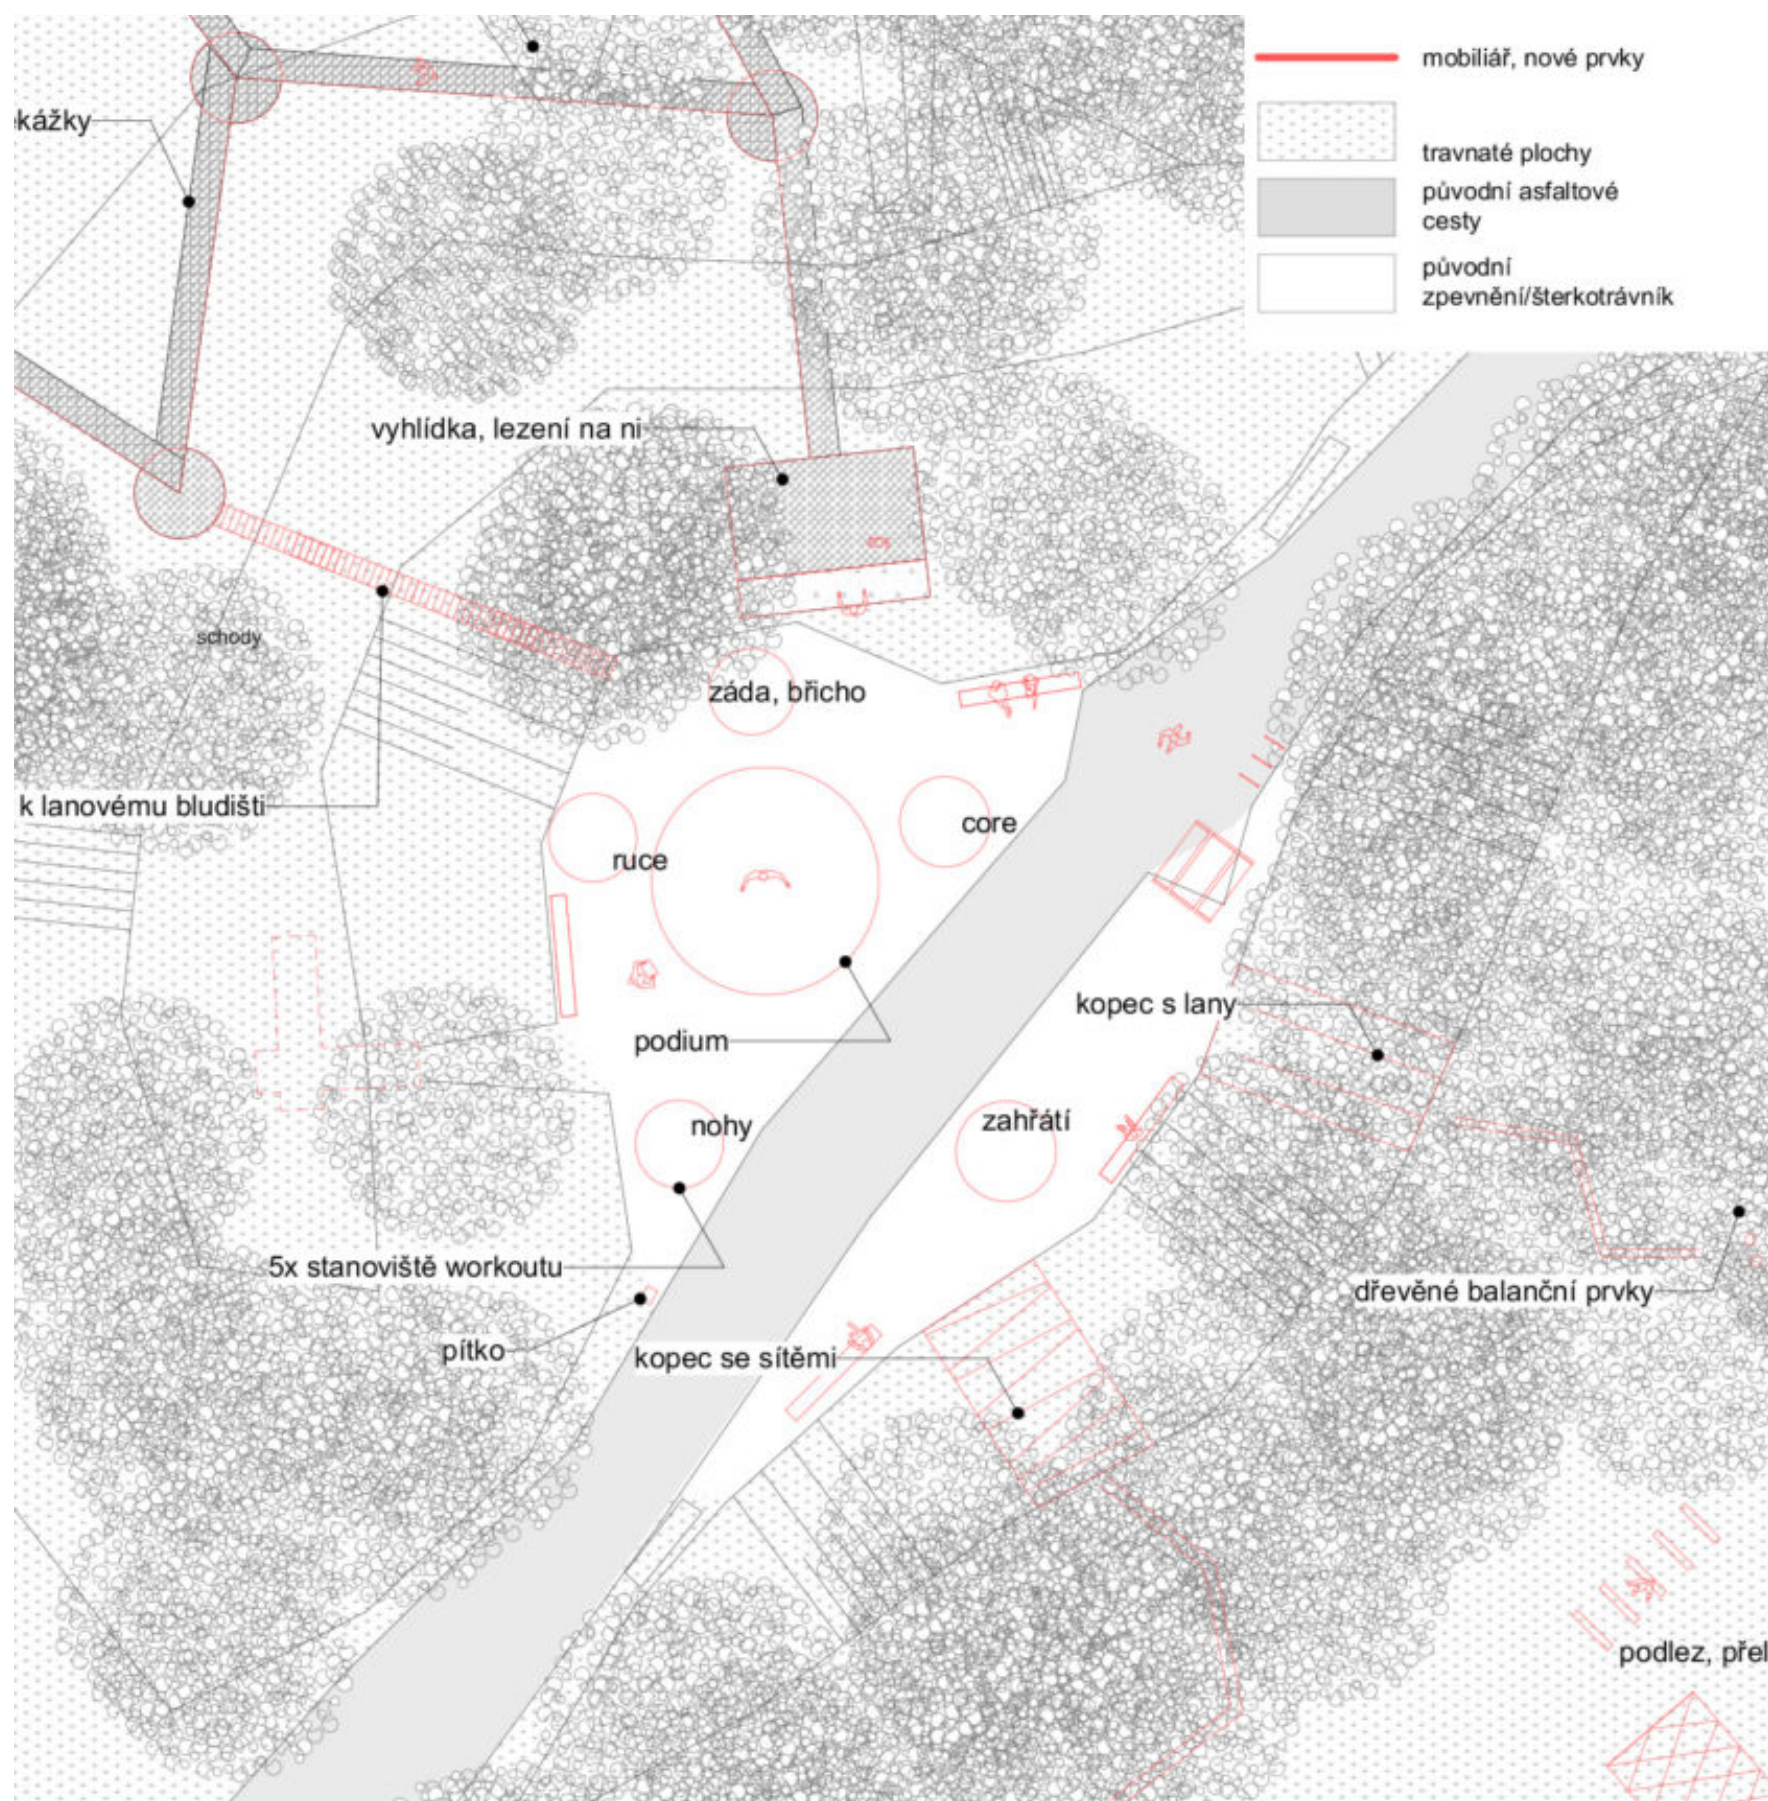 mobiliář, nové prvky
travnaté plochy
původní asfaltové
cesty
původní
zpevnění/šterkotrávník
ekážky
vyhlídka, lezení na ni
schody
záda, břicho
k lanovému bludišti
core
ruce
kopec s lany
podium
zahřátí
nohy
5x stanoviště workoutu
dřevěné balanční prvky
pítko
kopec se sítěmi
podlez, přel